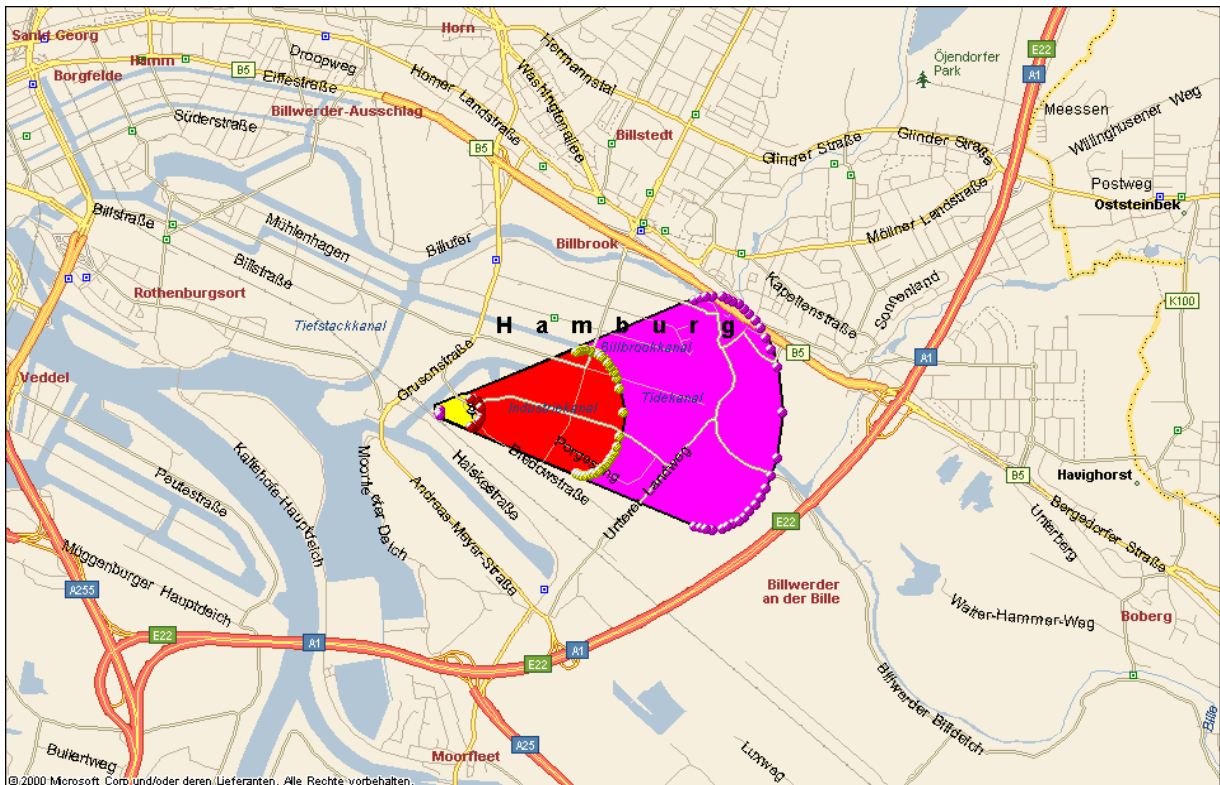 Sankt Georg
Horn
Hamm
Droopweg
Borgfelde
B5
Eiffestraße
Horner Landstraße
Hermannstal
Washingtonallee
Öjendorfer
Park
E22
A1
Billwerder-Ausschlag
Süderstraße
Billstedt
Meessen
Willinghusener Weg
B5
Glinder Straße
Glinder Straße
Postweg
Oststeinbek
Billstraße
Mühlenhagen
Billufer
Billbrook
Möllner Landstraße
Billstraße
Rothenburgsort
Kapellenstraße
Sonnenland
K100
Tiefstackkanal
Hamburg
Billbrookkanal
B5
A1
Veddel
Grusonstraße
Industriekanal
Tidekanal
Kaltehofe Hauptdeich
Moorfleeter Deich
Halskestraße
Bredowstraße
Porgesring
Unterer Landweg
Peutestraße
Andreas-Meyer-Straße
Havighorst
B5
Unterberg
Bergedorfer Straße
E22
Müggenburger Hauptdeich
A255
Billwerder
an der Bille
Walter-Hammer-Weg
Boberg
E22
A1
A1
E22
Billwerder Billdeich
Bille
Bullertweg
Moorfleet
A25
Luxweg
© 2000 Microsoft Corp und/oder deren Lieferanten. Alle Rechte vorbehalten.